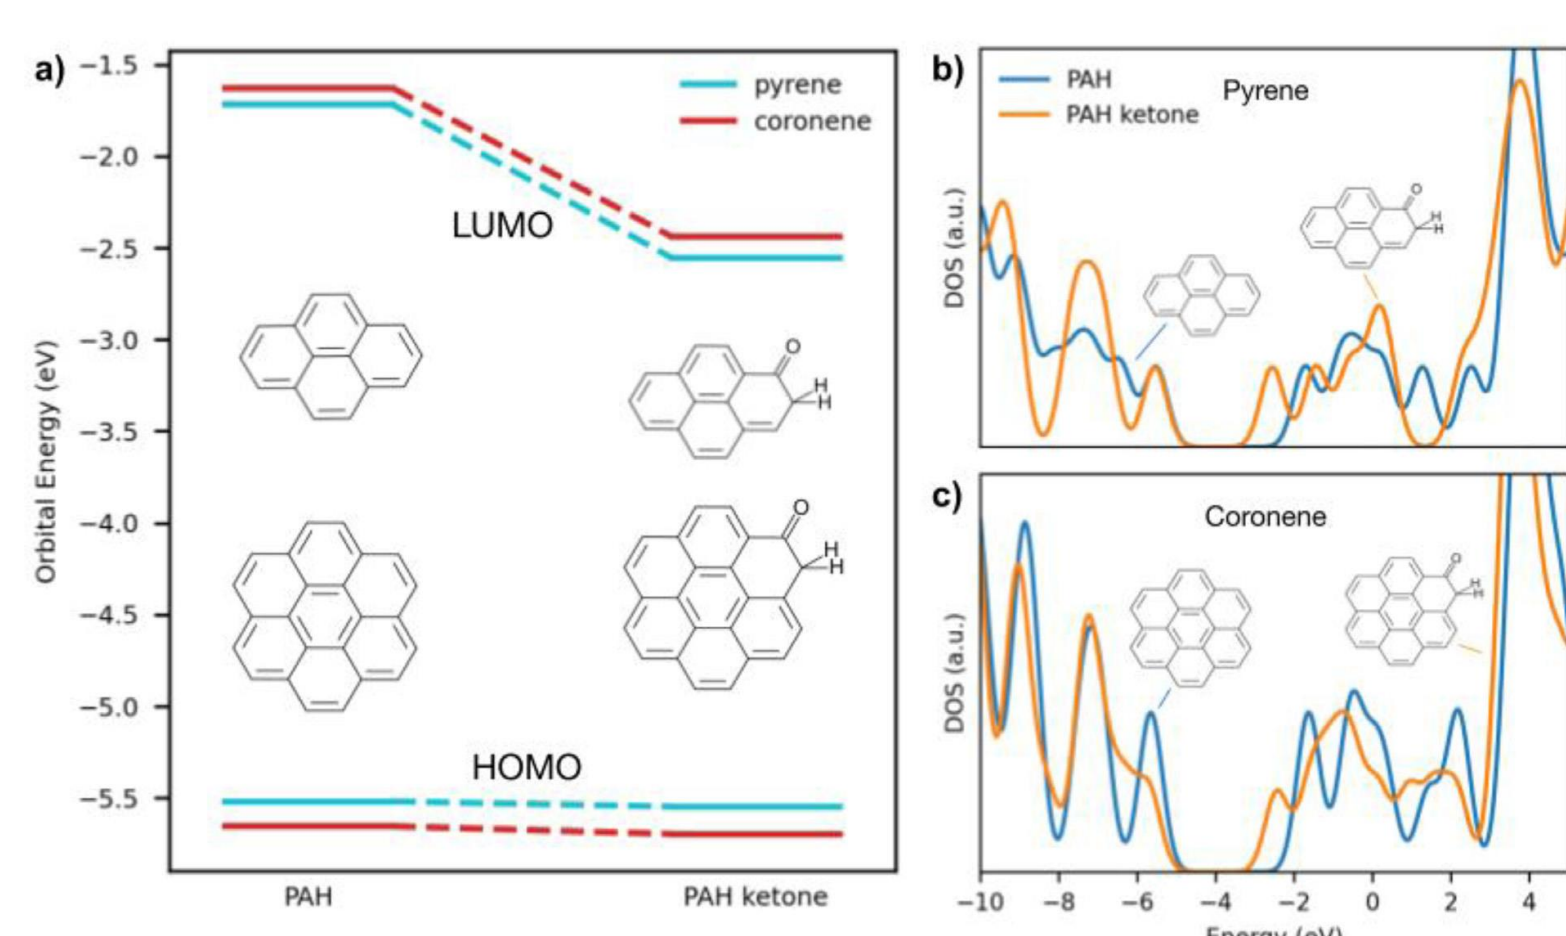 a)
−1.5
−2.0
−2.5
−3.0
−3.5
−4.0
−4.5
−5.0
−5.5
Orbital Energy (eV)
pyrene
coronene
LUMO
O
H
H
O
H
H
HOMO
PAH
PAH ketone
b)
PAH
PAH ketone
Pyrene
DOS (a.u.)
O
H
H
c)
Coronene
DOS (a.u.)
O
H
H
−10 −8 −6 −4 −2 0 2 4
Energy (eV)